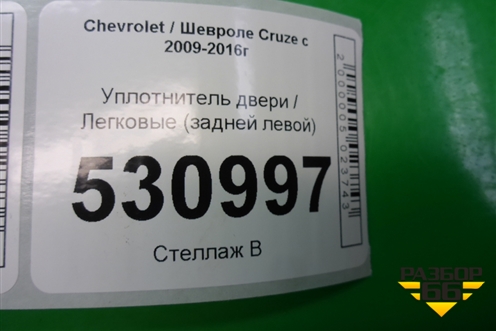 Chevrolet / Шевроле Cruze с
2009-2016г
Уплотнитель двери /
Легковые (задней левой)
530997
Стеллаж В
2000005023743
РАЗБОР
66